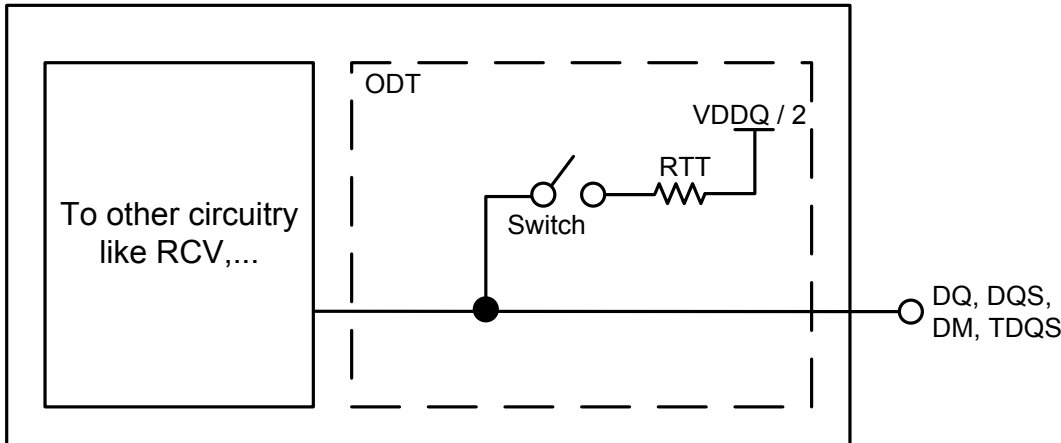 ODT
VDDQ / 2
RTT
Switch
To other circuitry
like RCV,...
DQ, DQS,
DM, TDQS